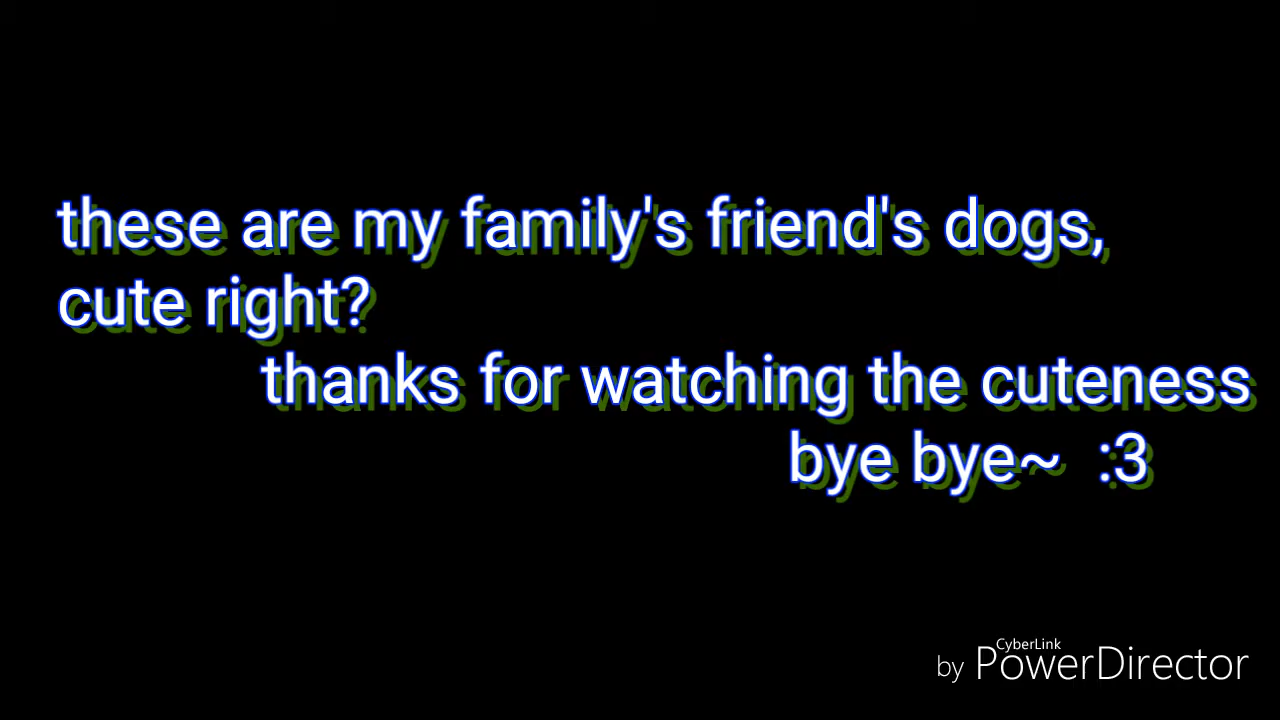 these are my family's friend's dogs,
cute right?
thanks for watching the cuteness
bye bye~  :3
CyberLink
by PowerDirector